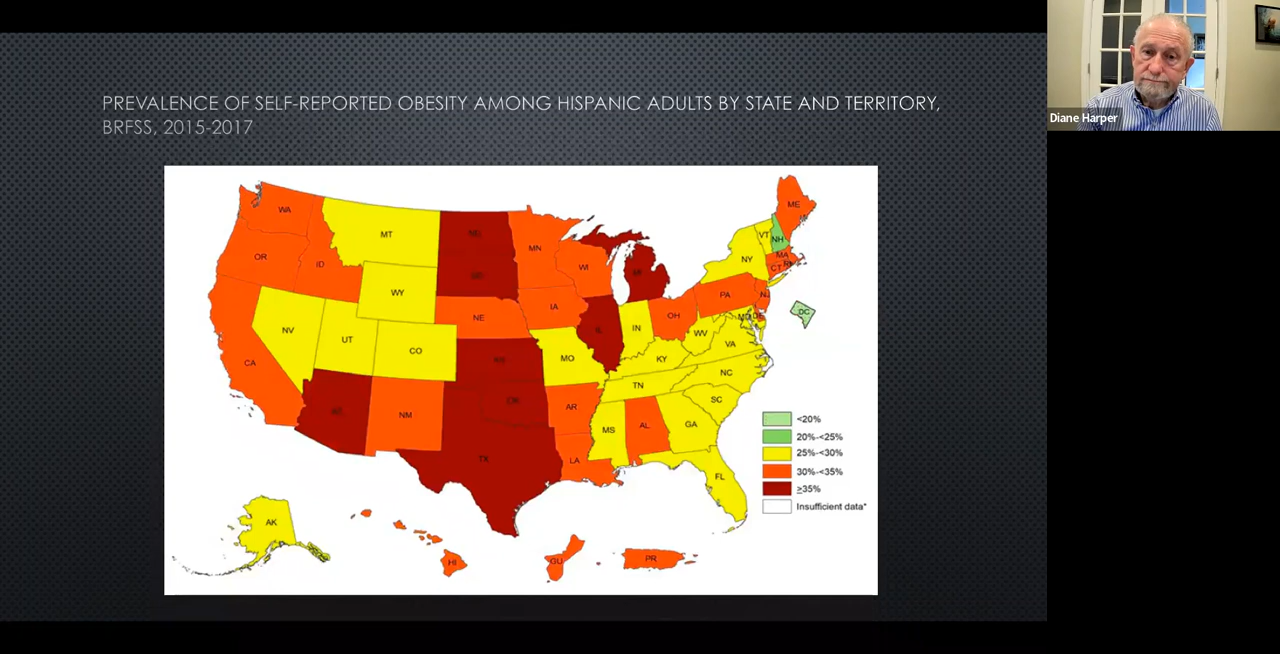 PREVALENCE OF SELF-REPORTED OBESITY AMONG HISPANIC ADULTS BY STATE AND TERRITORY,
BRFSS, 2015-2017
Diane Harper
WA
MT
ME
OR
ID
MN
VT
NH
WI
NY
MA
CT
WY
IA
PA
NJ
NE
OH
NV
UT
CO
IL
IN
WV
MD
DE
DC
CA
MO
KY
VA
TN
NC
NM
OK
AR
SC
MS
AL
GA
TX
LA
FL
AK
HI
GU
PR
<20%
20%-<25%
25%-<30%
30%-<35%
≥35%
Insufficient data*